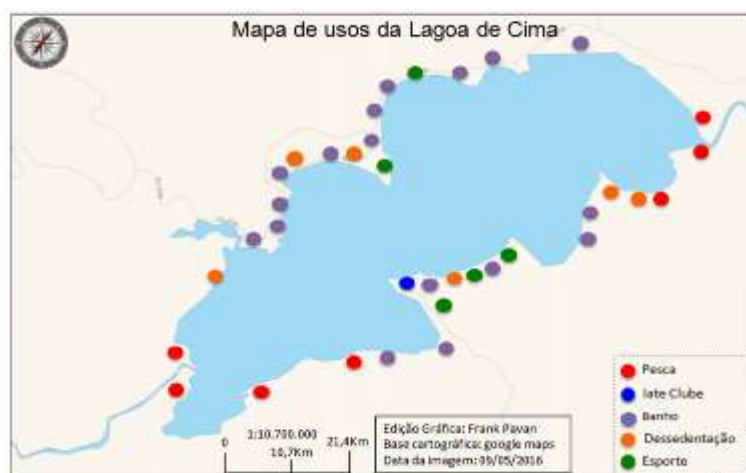 Mapa de usos da Lagoa de Cima
Pesca
Iate Clube
Banho
Dessedentação
Esporte
1:10.700.000
0
10,7Km
21,4Km
Edição Gráfica: Frank Pavan
Base cartográfica: google maps
Data da Imagem: 09/05/2016